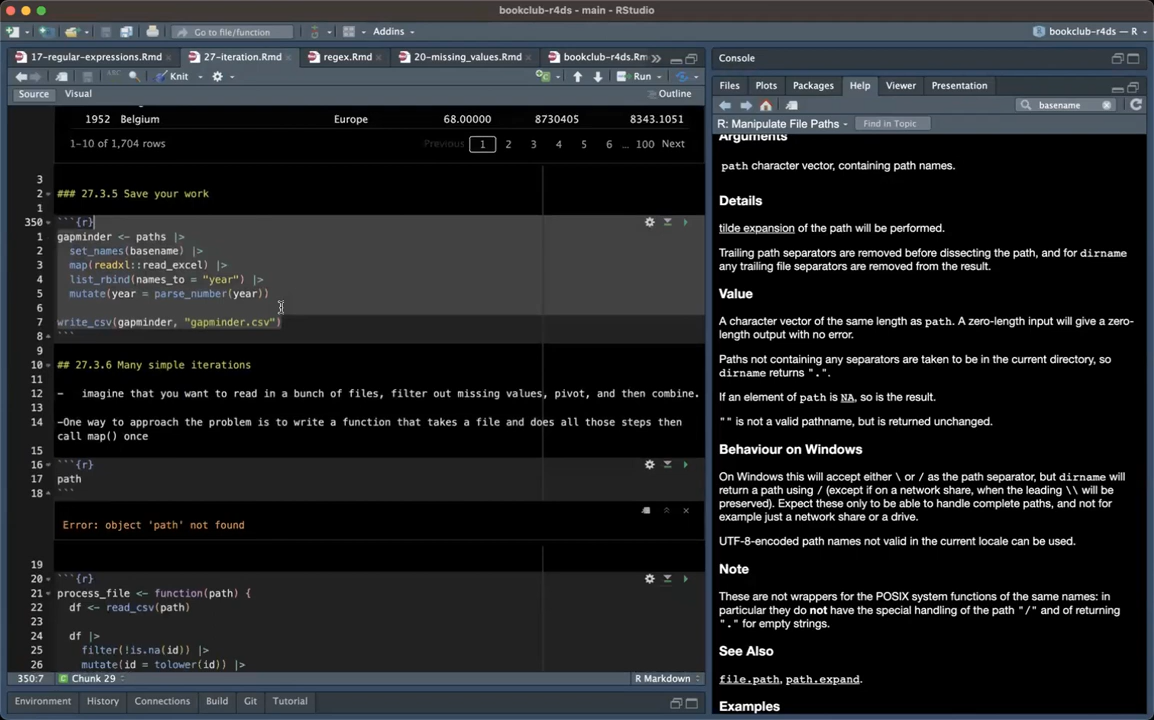 bookclub-r4ds - main - RStudio
Go to file/function
Addins
bookclub-r4ds — R
17-regular-expressions.Rmd
27-iteration.Rmd
regex.Rmd
20-missing_values.Rmd
bookclub-r4ds.Rm
Console
Knit
Run
Files Plots Packages Help Viewer Presentation
Source Visual
Outline
basename
R: Manipulate File Paths
Find in Topic
1952 Belgium Europe 68.00000 8730405 8343.1051
1–10 of 1,704 rows
Previous 1 2 3 4 5 6 ... 100 Next
3
2 ### 27.3.5 Save your work
1
350 ```{r}
1 gapminder <- paths |>
2 set_names(basename) |>
3 map(readxl::read_excel) |>
4 list_rbind(names_to = "year") |>
5 mutate(year = parse_number(year))
6
7 write_csv(gapminder, "gapminder.csv")
8 ```
9
10 ## 27.3.6 Many simple iterations
11
12 - imagine that you want to read in a bunch of files, filter out missing values, pivot, and then combine.
13
14 -One way to approach the problem is to write a function that takes a file and does all those steps then
call map() once
15
16 ```{r}
17 path
18 ```
Error: object 'path' not found
19
20 ```{r}
21 process_file <- function(path) {
22 df <- read_csv(path)
24 df |>
25 filter(!is.na(id)) |>
26 mutate(id = tolower(id)) |>
350:7 Chunk 29 R Markdown
Environment History Connections Build Git Tutorial
Arguments
path character vector, containing path names.
Details
tilde expansion of the path will be performed.
Trailing path separators are removed before dissecting the path, and for dirname
any trailing file separators are removed from the result.
Value
A character vector of the same length as path. A zero-length input will give a zero-
length output with no error.
Paths not containing any separators are taken to be in the current directory, so
dirname returns ".".
If an element of path is NA, so is the result.
"" is not a valid pathname, but is returned unchanged.
Behaviour on Windows
On Windows this will accept either \ or / as the path separator, but dirname will
return a path using / (except if on a network share, when the leading \\ will be
preserved). Expect these only to be able to handle complete paths, and not for
example just a network share or a drive.
UTF-8-encoded path names not valid in the current locale can be used.
Note
These are not wrappers for the POSIX system functions of the same names: in
particular they do not have the special handling of the path "/" and of returning
"." for empty strings.
See Also
file.path, path.expand.
Examples